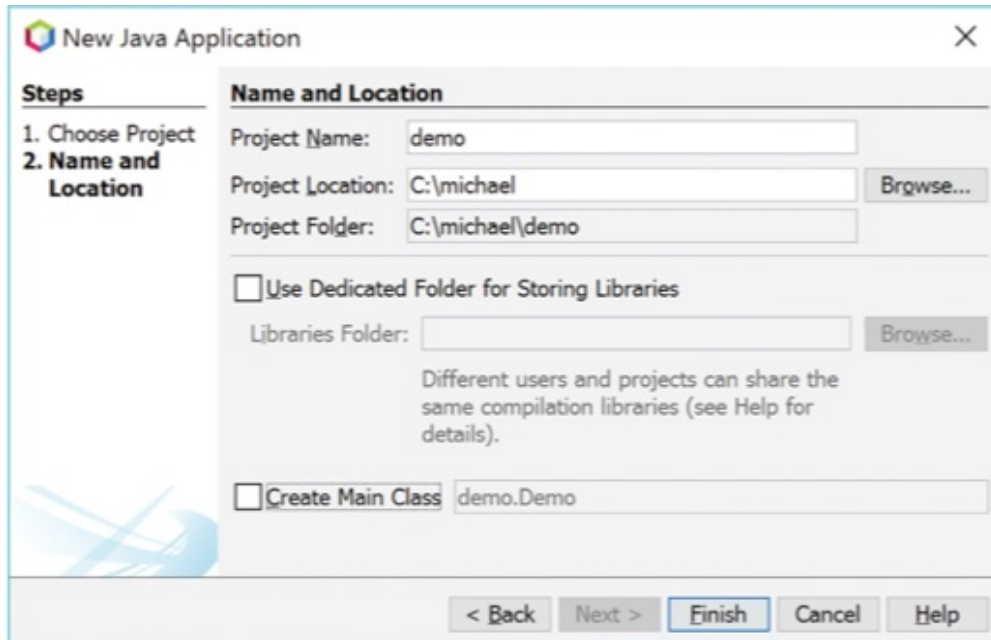 New Java Application
Steps
1. Choose Project
2. Name and
Location
Name and Location
Project Name: demo
Project Location: C:\michael Browse...
Project Folder: C:\michael\demo
Use Dedicated Folder for Storing Libraries
Libraries Folder: Browse...
Different users and projects can share the
same compilation libraries (see Help for
details).
Create Main Class demo.Demo
< Back Next > Finish Cancel Help